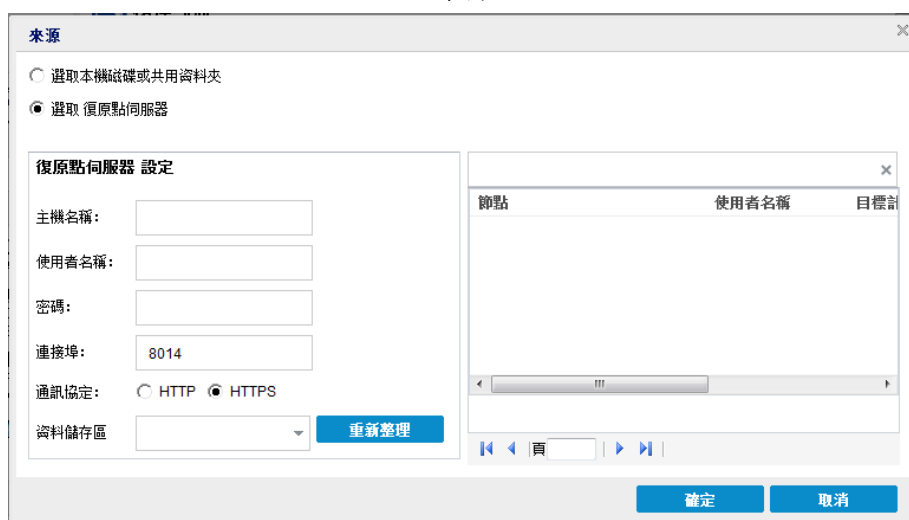 來源
選取本機磁碟或共用資料夾
選取 復原點伺服器
復原點伺服器 設定
主機名稱:
使用者名稱:
密碼:
連接埠: 8014
通訊協定: HTTP HTTPS
資料儲存區 重新整理
節點 使用者名稱 目標計
頁
確定 取消